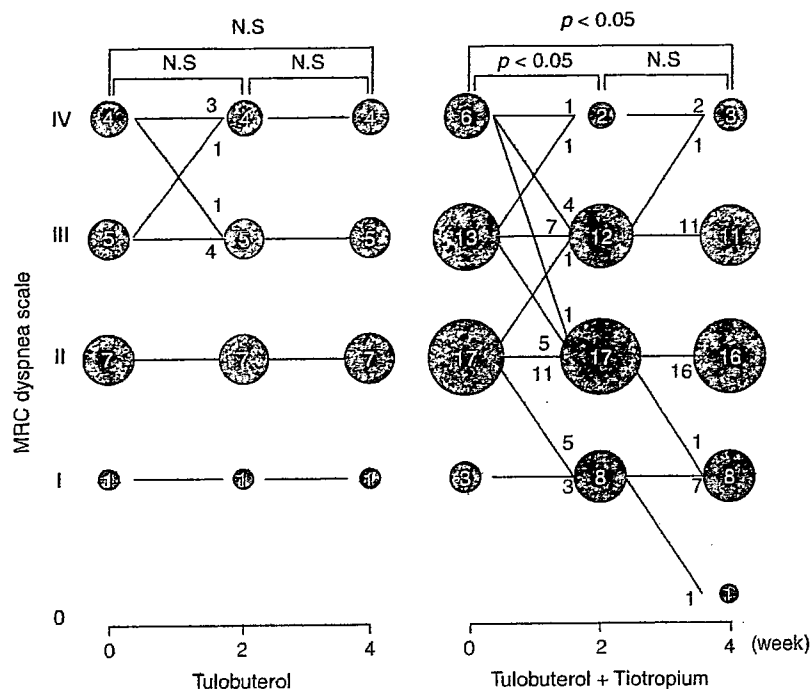 N.S
N.S N.S
p < 0.05
p < 0.05 N.S
MRC dyspnea scale
IV 4 3 4 4 6 1 2 2 3
1 1 1
1 4
III 5 4 5 5 13 7 12 11 11
1
1
II 7 7 7 17 5 17 16
11 16
5 1
I 1 1 1 3 3 8 7 8
0 1 1
0 2 4 0 2 4 (week)
Tulobuterol Tulobuterol + Tiotropium